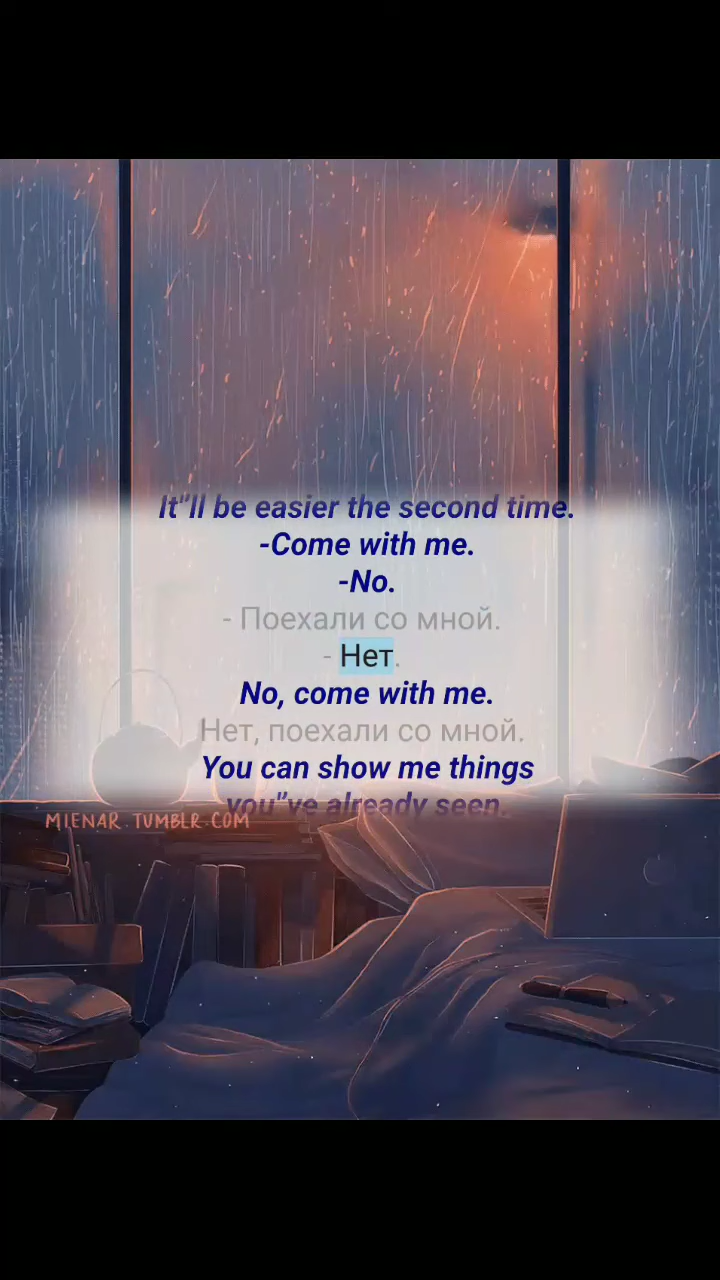 It"ll be easier the second time.
-Come with me.
-No.
- Поехали со мной.
- Нет.
No, come with me.
Нет, поехали со мной.
You can show me things
you"ve already seen.
MIENAR.TUMBLR.COM